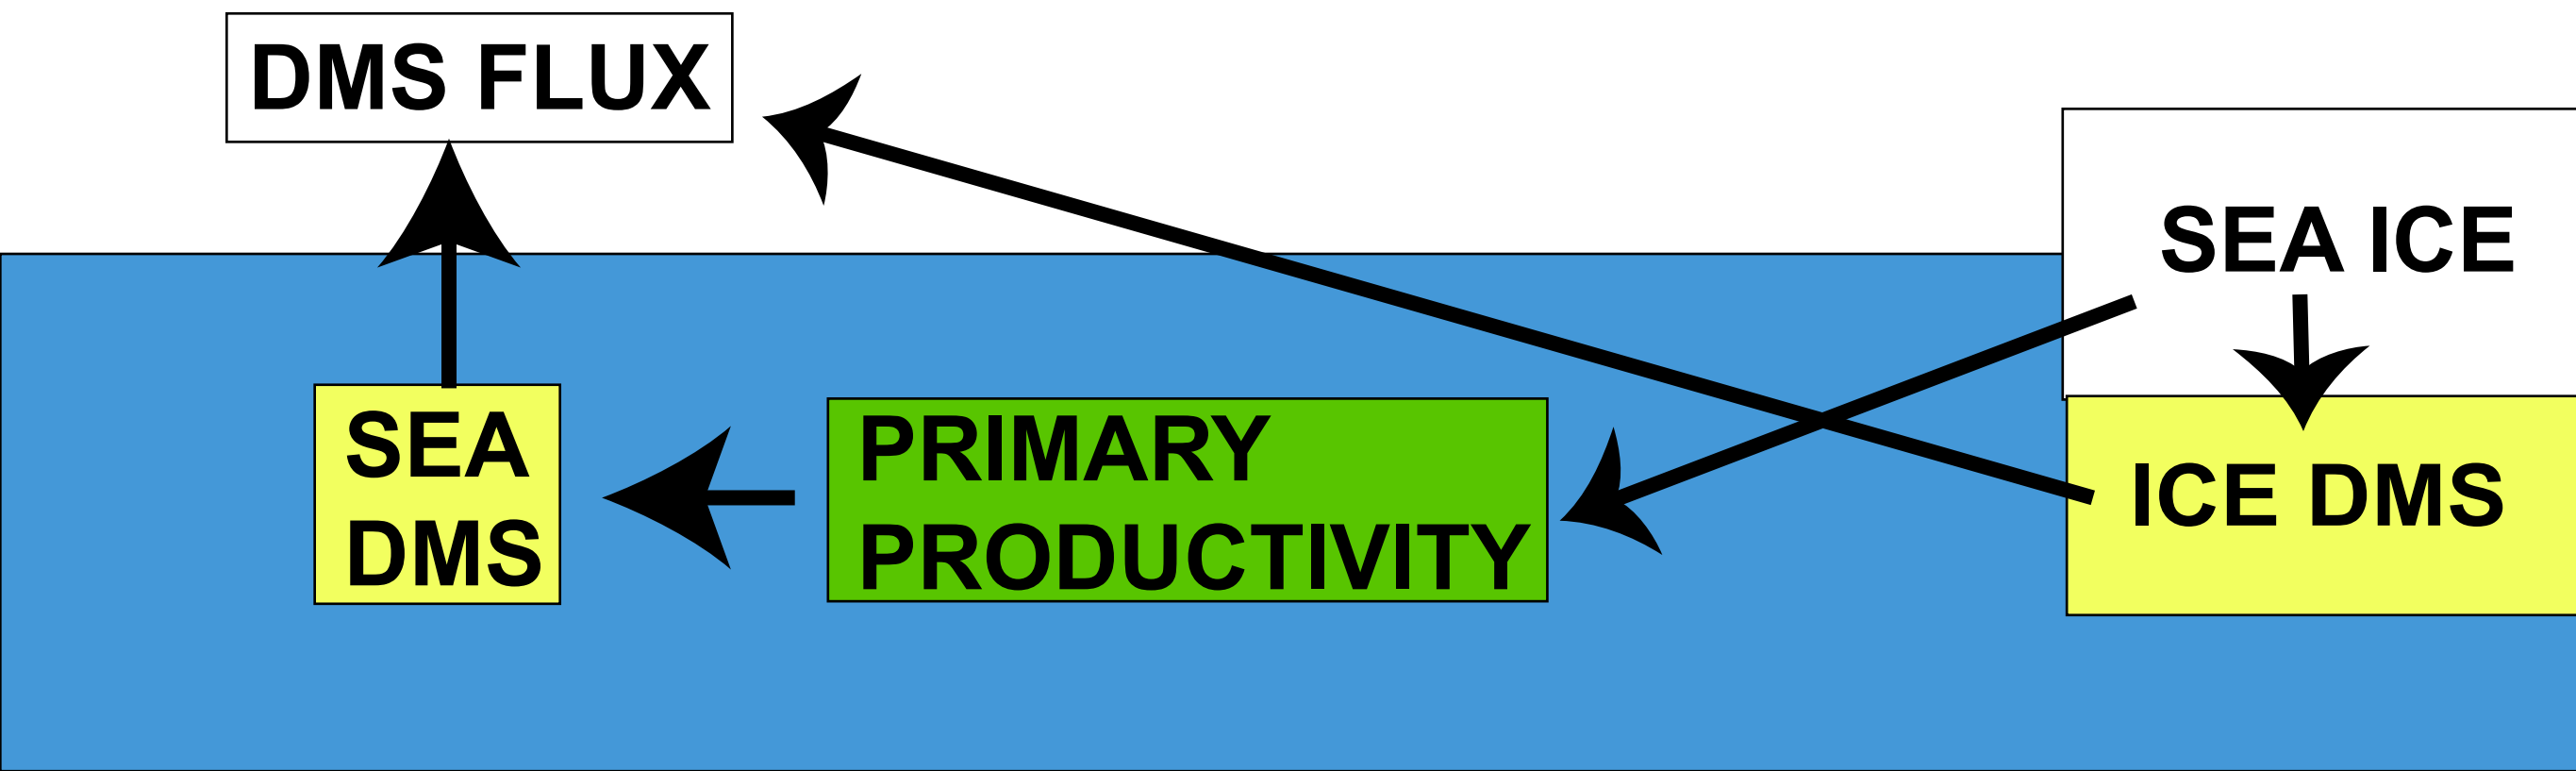 DMS FLUX
SEA ICE
SEA
DMS
PRIMARY
PRODUCTIVITY
ICE DMS